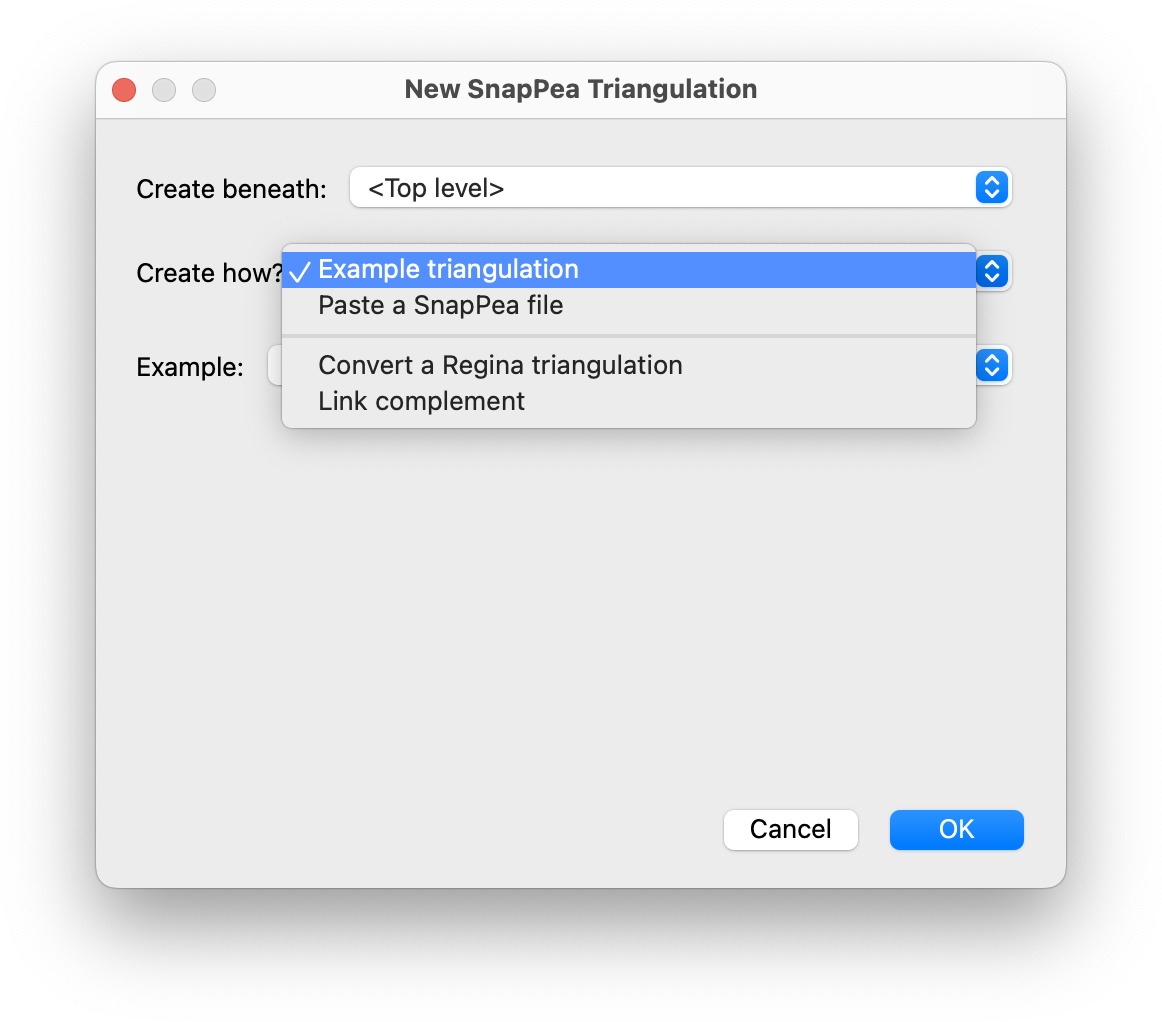 New SnapPea Triangulation
Create beneath: <Top level>
Create how? ✓ Example triangulation
Paste a SnapPea file
Convert a Regina triangulation
Example:
Link complement
Cancel OK